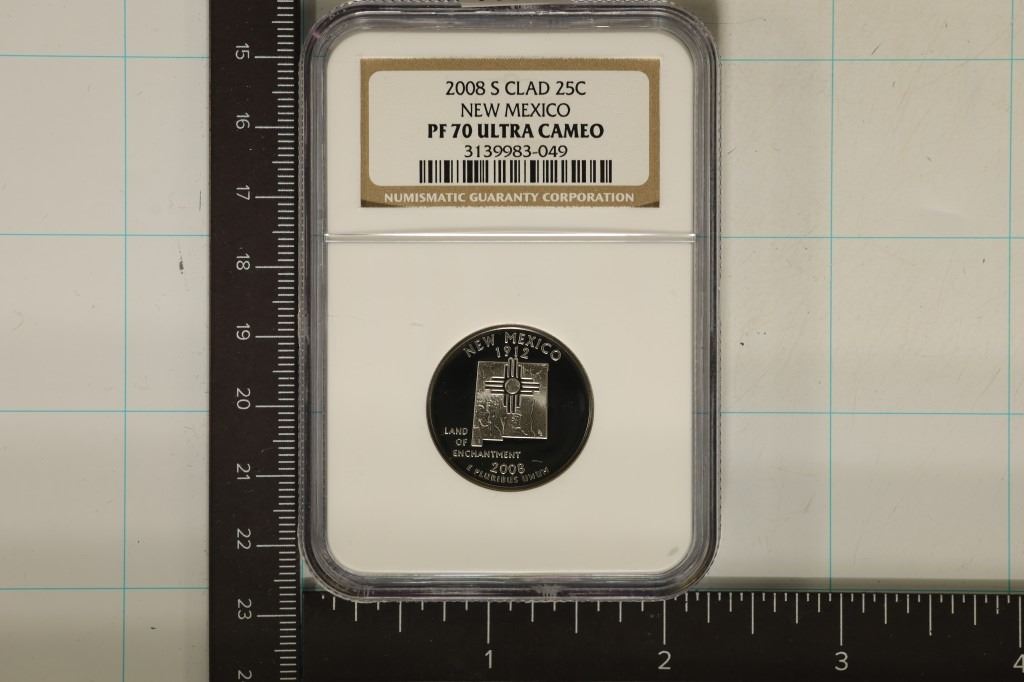 2008 S CLAD 25C
NEW MEXICO
PF 70 ULTRA CAMEO
3139983-049
NUMISMATIC GUARANTY CORPORATION
NEW MEXICO
1912
LAND
OF
ENCHANTMENT
2008
E PLURIBUS UNUM
15
16
17
18
19
20
21
22
23
1
2
3
4